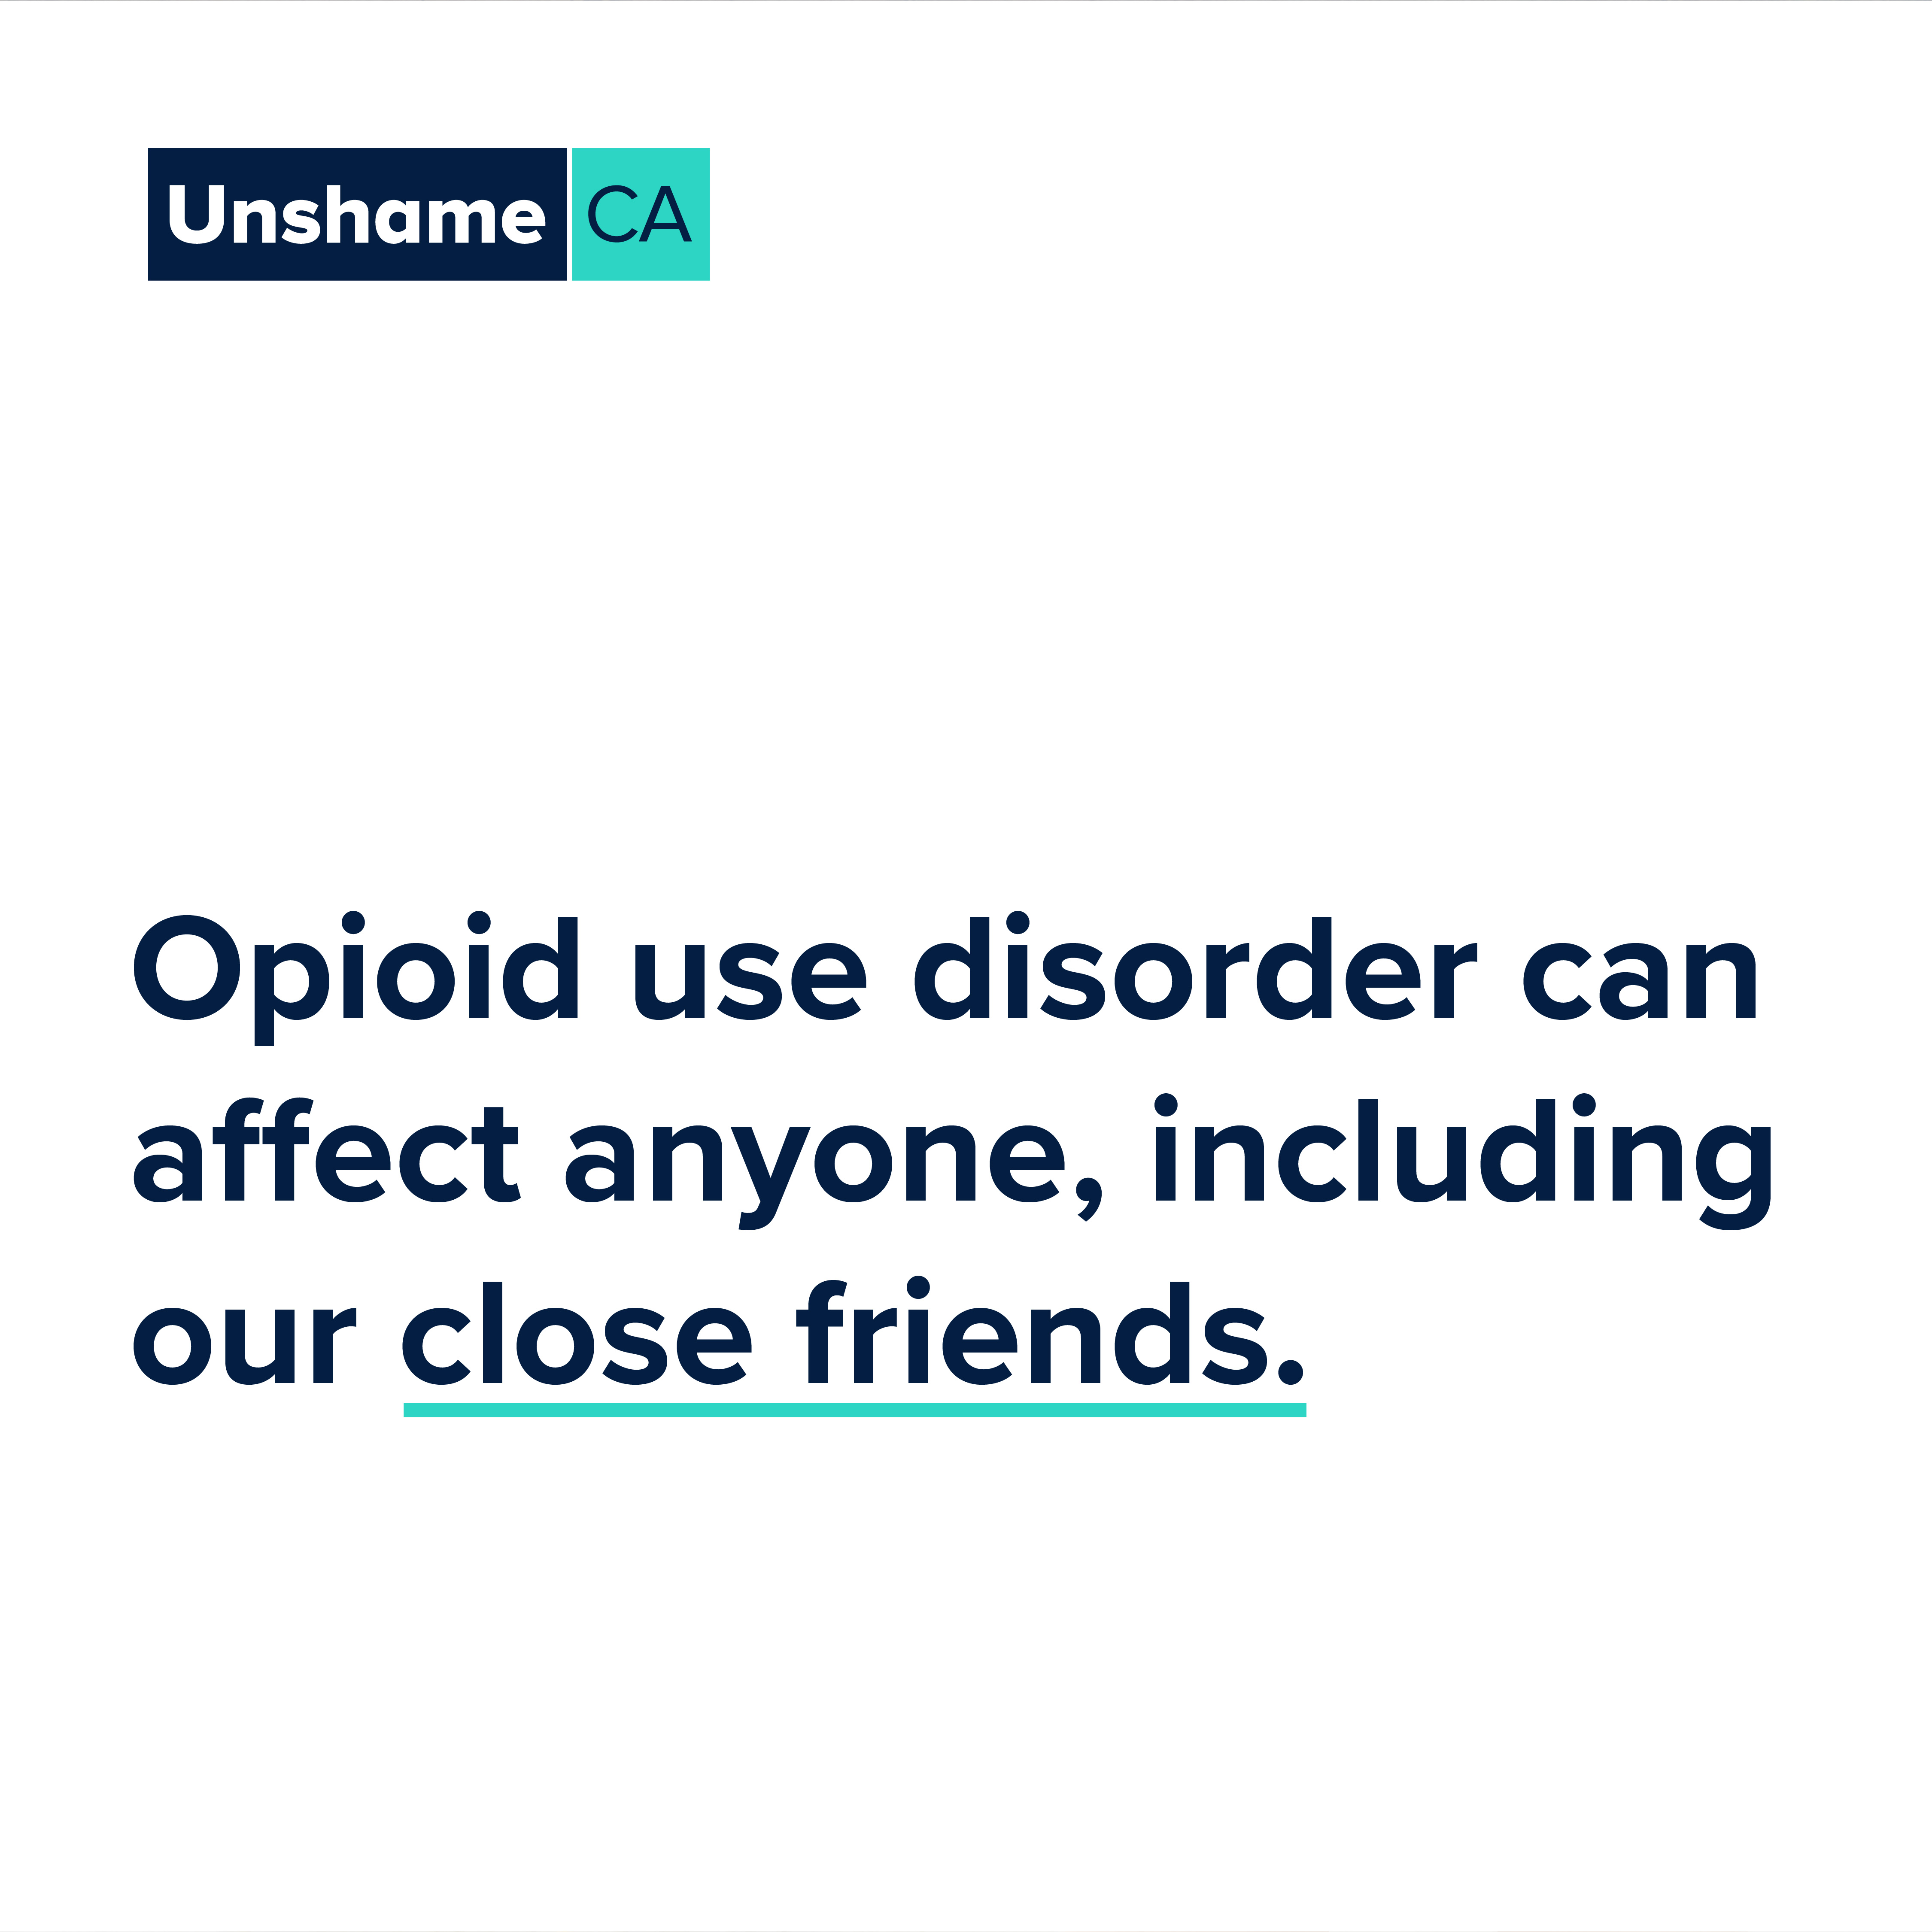 Unshame CA
Opioid use disorder can
affect anyone, including
our close friends.